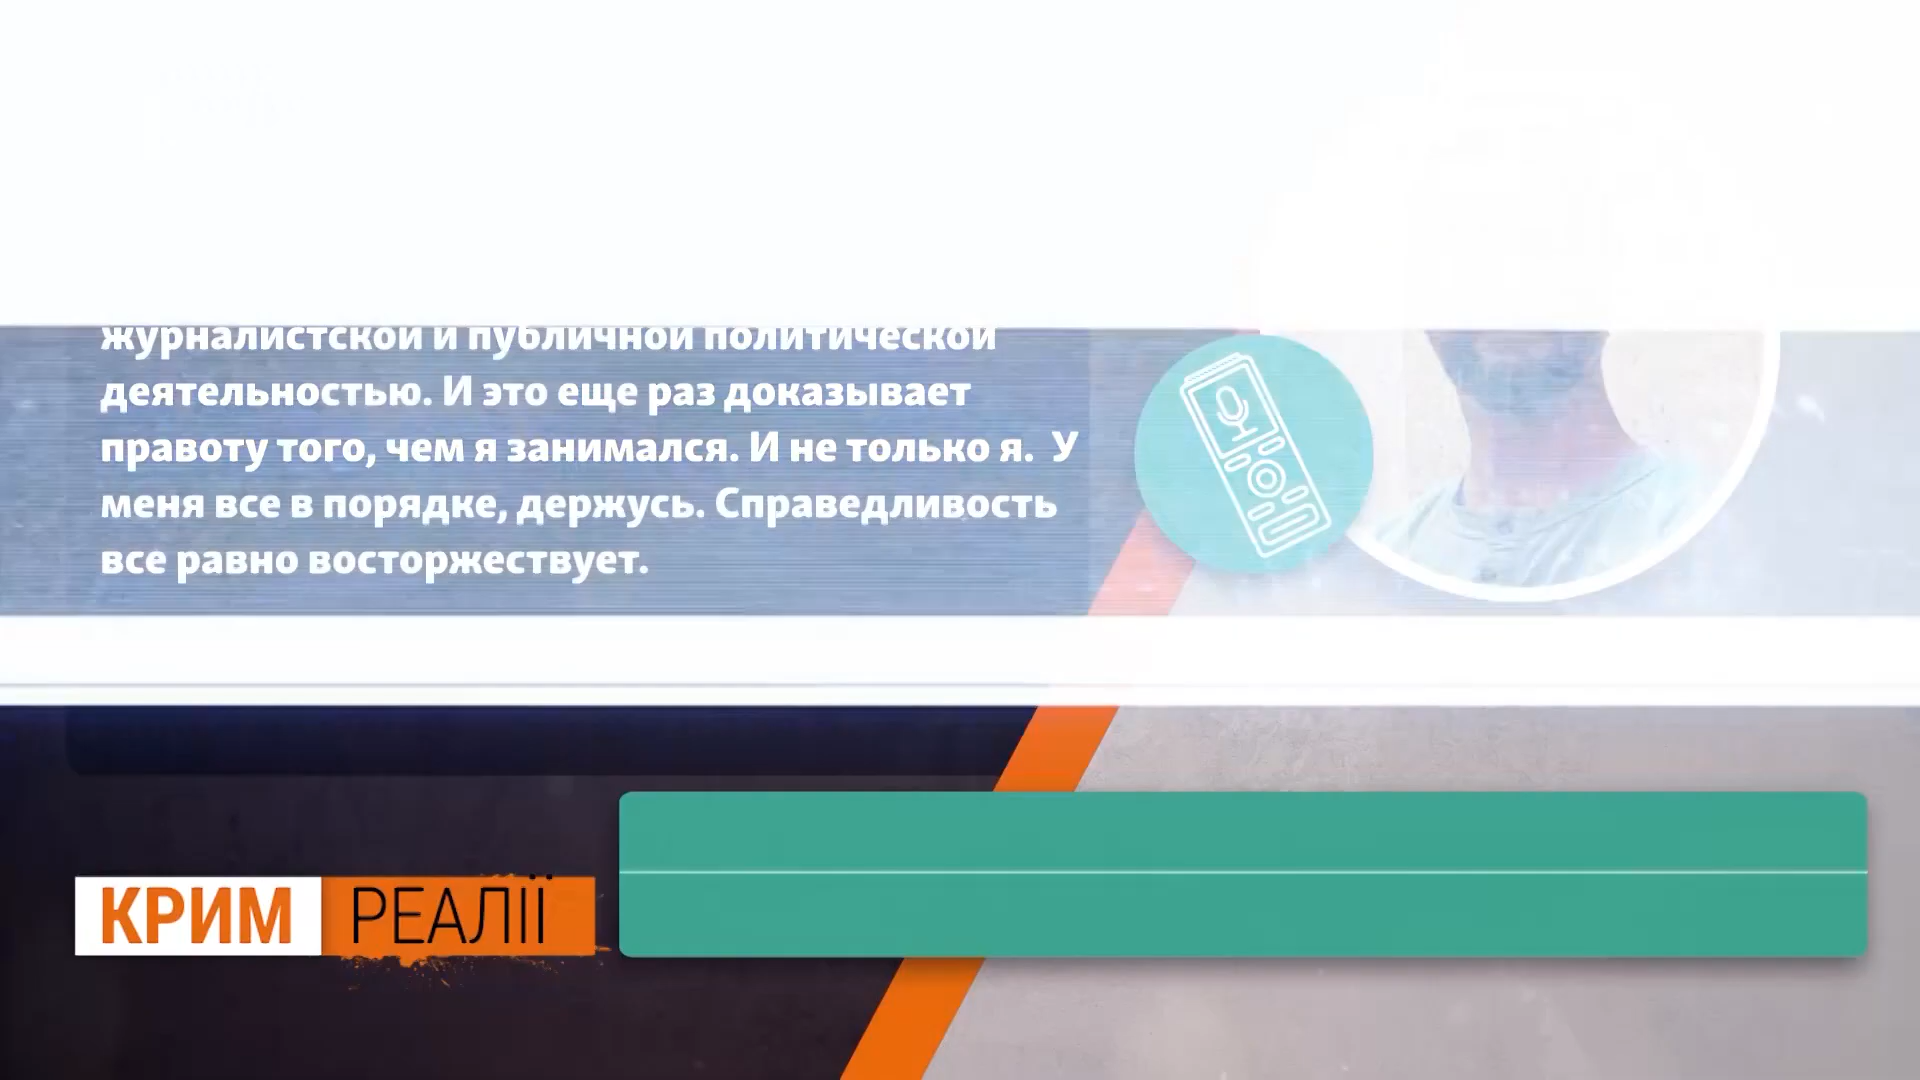 журналистской и публичной политической
деятельностью. И это еще раз доказывает
правоту того, чем я занимался. И не только я. У
меня все в порядке, держусь. Справедливость
все равно восторжествует.
КРИМ РЕАЛІЇ